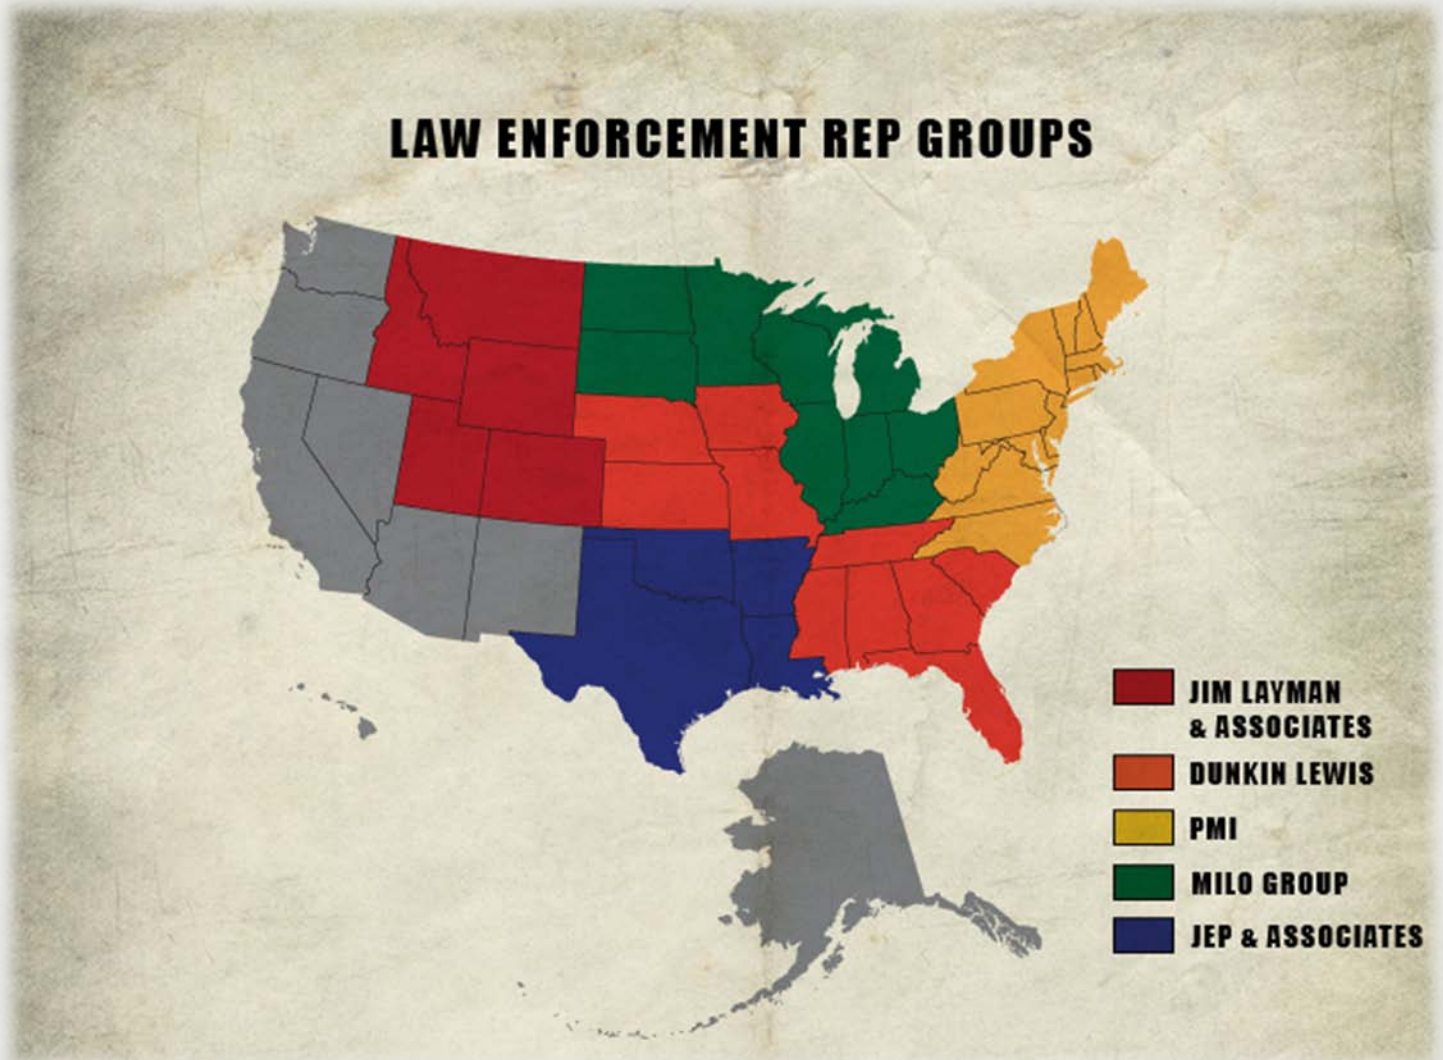 LAW ENFORCEMENT REP GROUPS
JIM LAYMAN
& ASSOCIATES
DUNKIN LEWIS
PMI
MILO GROUP
JEP & ASSOCIATES